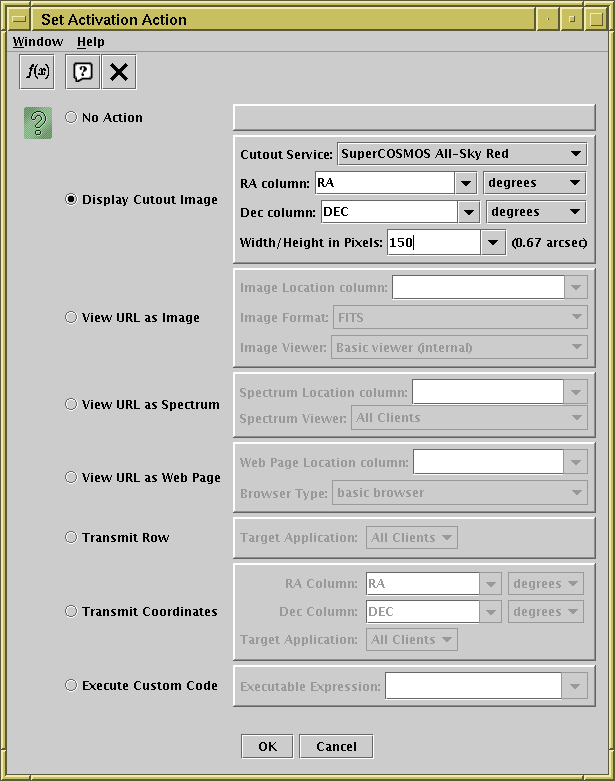 Set Activation Action
Window Help
f(x)
?
No Action
Display Cutout Image
Cutout Service: SuperCOSMOS All-Sky Red
RA column: RA degrees
Dec column: DEC degrees
Width/Height in Pixels: 150 (0.67 arcsec)
View URL as Image
Image Location column:
Image Format: FITS
Image Viewer: Basic viewer (internal)
View URL as Spectrum
Spectrum Location column:
Spectrum Viewer: All Clients
View URL as Web Page
Web Page Location column:
Browser Type: basic browser
Transmit Row
Target Application: All Clients
Transmit Coordinates
RA Column: RA degrees
Dec Column: DEC degrees
Target Application: All Clients
Execute Custom Code
Executable Expression:
OK Cancel